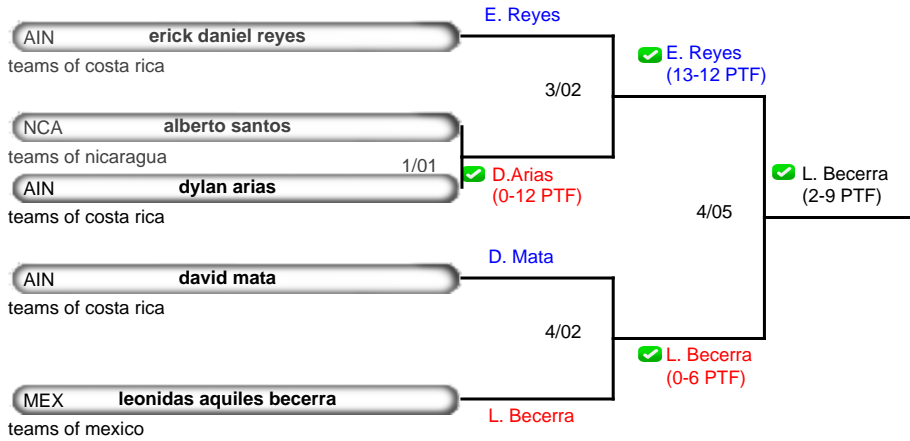 E. Reyes
AIN erick daniel reyes
teams of costa rica
E. Reyes
(13-12 PTF)
3/02
NCA alberto santos
teams of nicaragua
1/01
AIN dylan arias
teams of costa rica
D.Arias
(0-12 PTF)
L. Becerra
(2-9 PTF)
4/05
D. Mata
AIN david mata
teams of costa rica
4/02
L. Becerra
(0-6 PTF)
MEX leonidas aquiles becerra
teams of mexico
L. Becerra